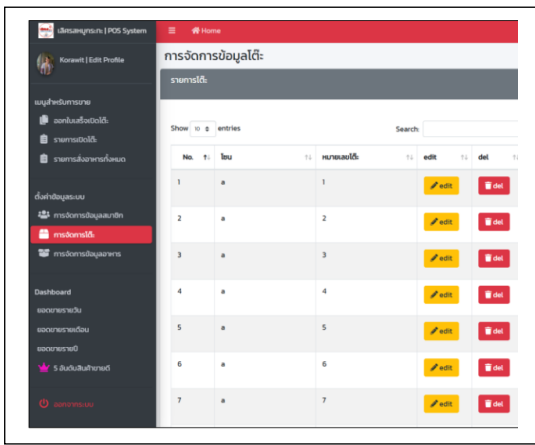 เลิศรสหมูกระทะ | POS System
Home
Korawit | Edit Profile
การจัดการข้อมูลโต๊ะ
รายการโต๊ะ
เมนูสำหรับการขาย
ออกใบเสร็จเปิดโต๊ะ
รายการเปิดโต๊ะ
รายการส่งอาหารทั้งหมด
ตั้งค่าข้อมูลระบบ
การจัดการข้อมูลสมาชิก
การจัดการโต๊ะ
การจัดการข้อมูลอาหาร
Dashboard
ยอดขายรายวัน
ยอดขายรายเดือน
ยอดขายรายปี
5 อันดับสินค้าขายดี
ออกจากระบบ
Show 10 entries Search:
No. โซน หมายเลขโต๊ะ edit del
1 a 1 edit del
2 a 2 edit del
3 a 3 edit del
4 a 4 edit del
5 a 5 edit del
6 a 6 edit del
7 a 7 edit del